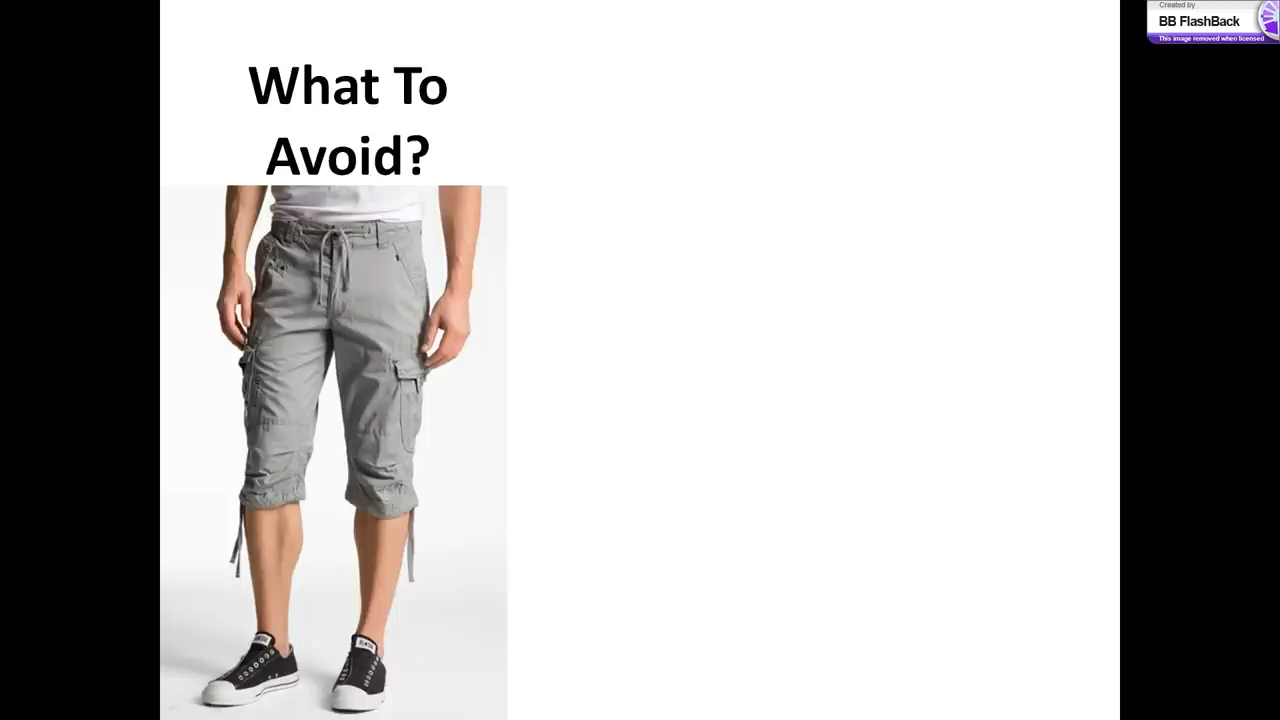 What To
Avoid?
Created by
BB FlashBack
This image removed when licensed